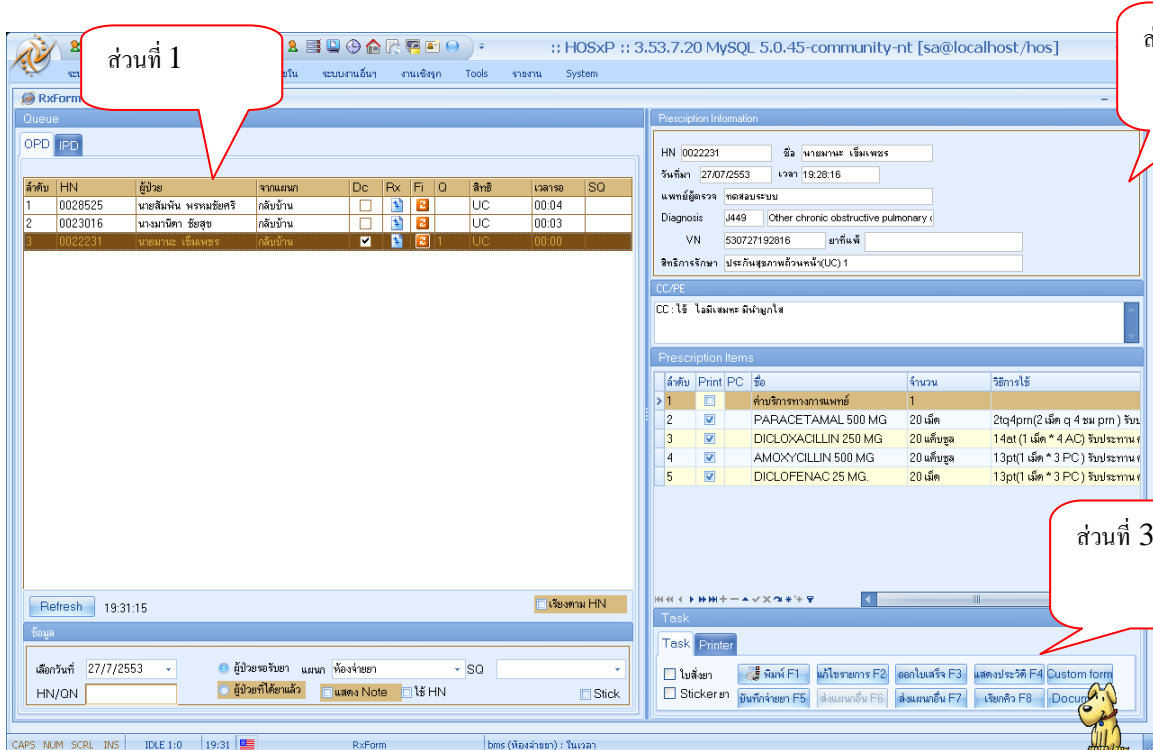 :: HOSxP :: 3.53.7.20 MySQL 5.0.45-community-nt [sa@localhost/hos]
ส่วนที่ 1
ระบบงานอื่นๆ งานเชิงรุก Tools รายงาน System
RxForm
Queue
OPD IPD
ลำดับ HN ผู้ป่วย จากแผนก Dc Rx Fi Q สิทธิ เวลารอ SQ
1 0028525 นายสัมพัน พรหมชัยศรี กลับบ้าน UC 00:04
2 0023016 นางมานิตา ชัยสุข กลับบ้าน UC 00:03
3 0022231 นายมานะ เข็มเพชร กลับบ้าน 1 UC 00:00
Refresh 19:31:15 เรียงตาม HN
ข้อมูล
เลือกวันที่ 27/7/2553 ผู้ป่วยรอรับยา แผนก ห้องจ่ายยา SQ
HN/QN ผู้ป่วยที่ได้ยาแล้ว แสดง Note ใช้ HN Stick
Prescription Information
HN 0022231 ชื่อ นายมานะ เข็มเพชร
วันที่มา 27/07/2553 เวลา 19:28:16
แพทย์ผู้ตรวจ ทดสอบระบบ
Diagnosis J449 Other chronic obstructive pulmonary
VN 530727192816 ยาที่แพ้
สิทธิการรักษา ประกันสุขภาพถ้วนหน้า(UC) 1
CC/PE
CC : ไข้ ไอมีเสมหะ มีน้ำมูกใส
Prescription Items
ลำดับ Print PC ชื่อ จำนวน วิธีการใช้
1 ค่าบริการทางการแพทย์ 1
2 PARACETAMAL 500 MG 20 เม็ด 2tq4prn(2 เม็ด q 4 ชม prn )
3 DICLOXACILLIN 250 MG 20 แค็บซูล 14at (1 เม็ด * 4 AC) รับประทาน
4 AMOXYCILLIN 500 MG 20 แค็บซูล 13pt(1 เม็ด * 3 PC ) รับประทาน
5 DICLOFENAC 25 MG. 20 เม็ด 13pt(1 เม็ด * 3 PC ) รับประทาน
ส่วนที่ 3
Task
Task Printer
ใบสั่งยา พิมพ์ F1 แก้ไขรายการ F2 ออกใบเสร็จ F3 แสดงประวัติ F4 Custom form
Sticker ยา บันทึกจ่ายยา F5 ส่งแผนกอื่น F6 ส่งแผนกอื่น F7 เรียกคิว F8
CAPS NUM SCRL INS IDLE 1:0 19:31 RxForm bms (ห้องจ่ายยา) : ในเวลา